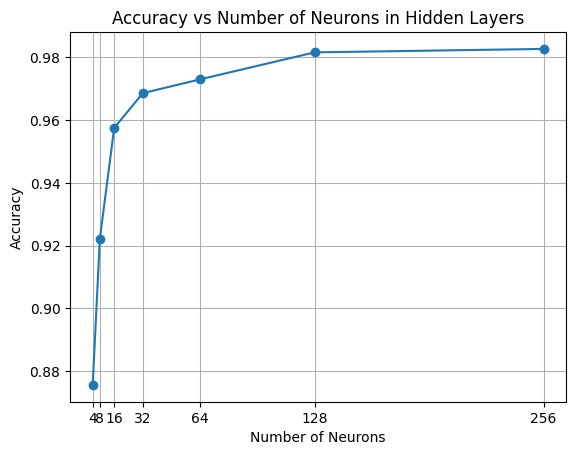 Accuracy vs Number of Neurons in Hidden Layers
Accuracy
0.98
0.96
0.94
0.92
0.90
0.88
4 8 16 32 64 128 256
Number of Neurons